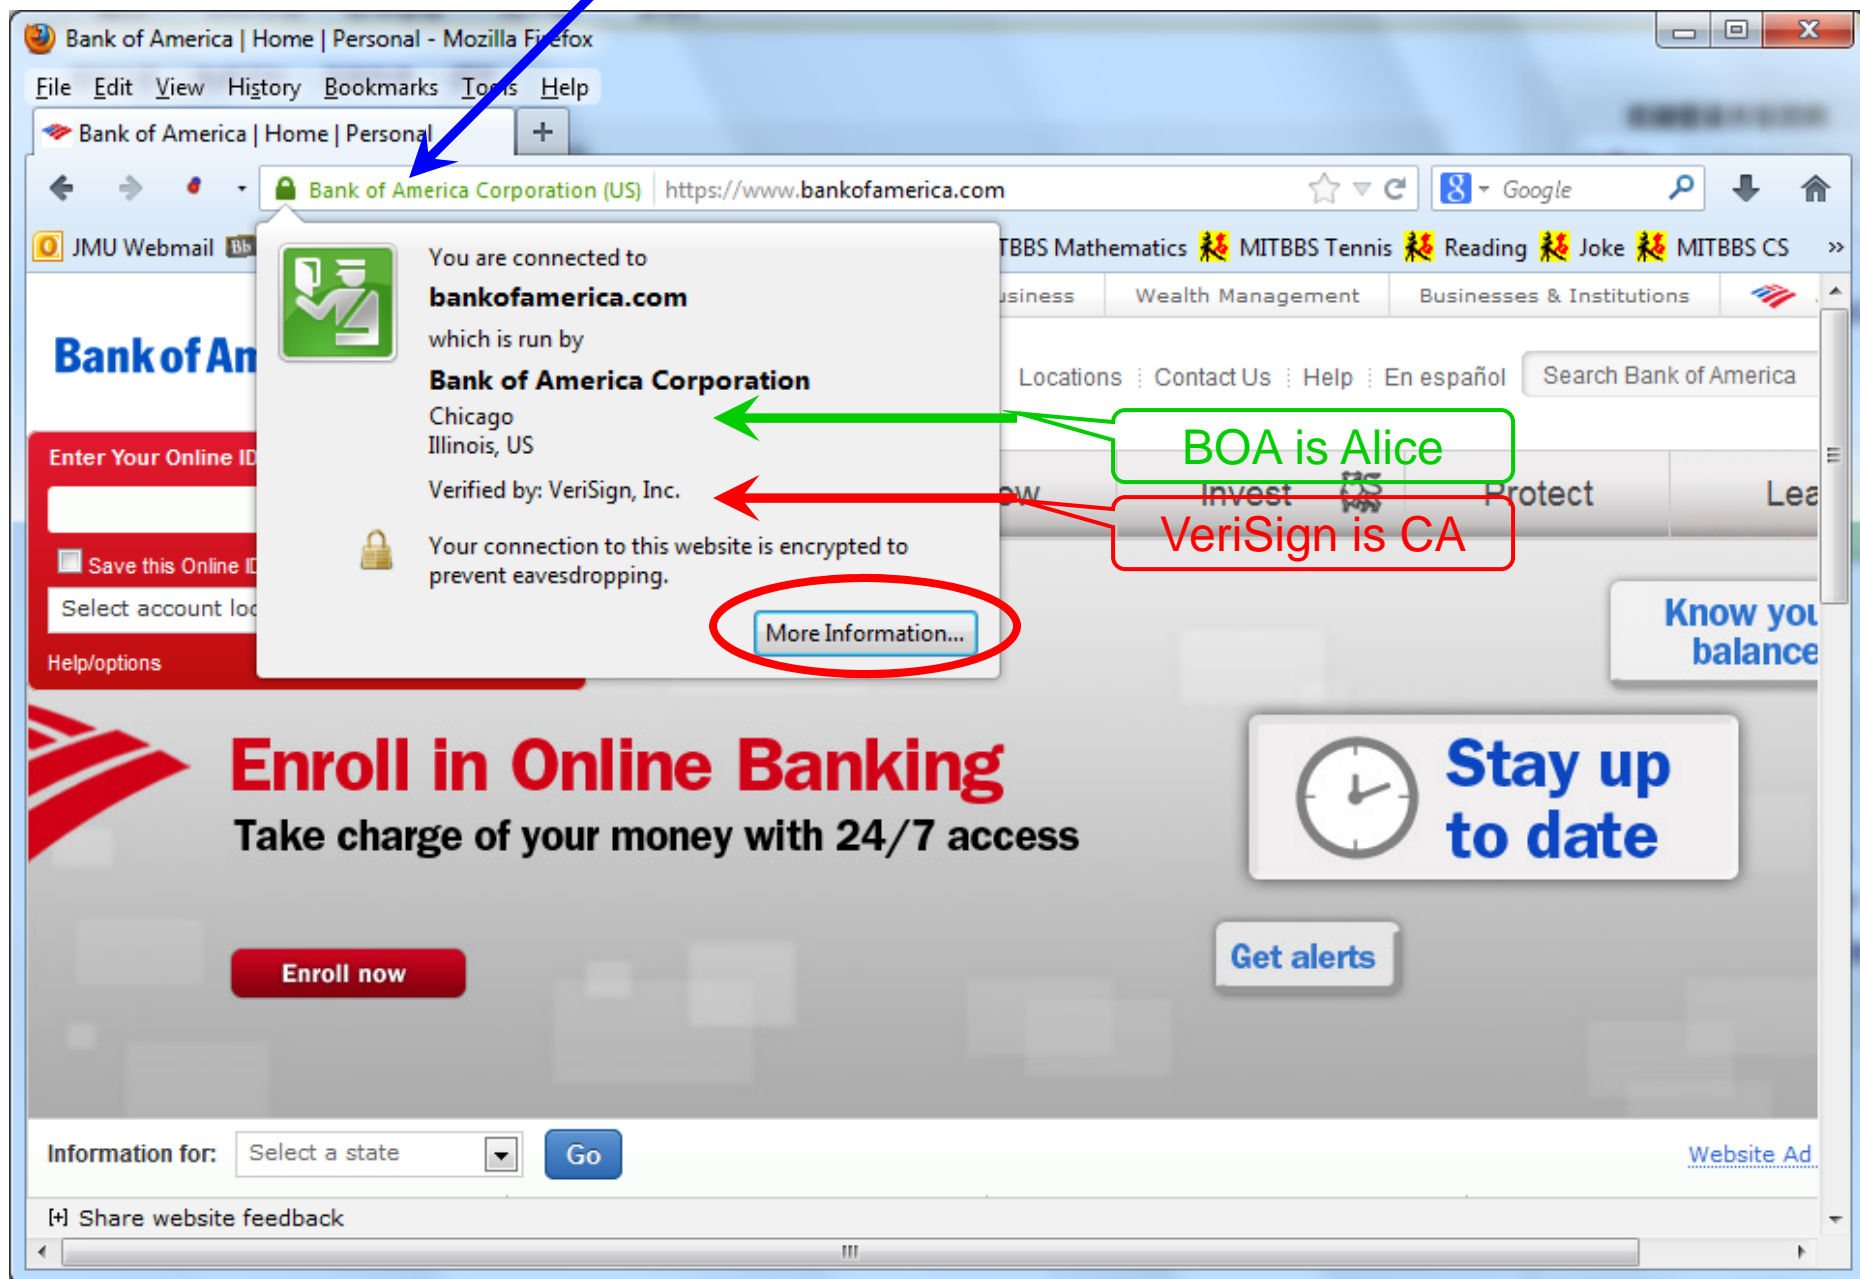 Bank of America | Home | Personal - Mozilla Firefox
File Edit View History Bookmarks Tools Help
Bank of America | Home | Personal
Bank of America Corporation (US) https://www.bankofamerica.com
Google
JMU Webmail Bb
MITBBS Tennis Reading Joke MITBBS CS »
Mathematics
You are connected to
bankofamerica.com
which is run by
Bank of America Corporation
Chicago
Illinois, US
Verified by: VeriSign, Inc.
Your connection to this website is encrypted to
prevent eavesdropping.
More Information...
Wealth Management Businesses & Institutions
Bank of
Locations Contact Us Help En español Search Bank of America
BOA is Alice
VeriSign is CA
Enter Your Online ID
Invest Protect
Save this Online
Select account
Help/options
Know
balance
Enroll in Online Banking
Take charge of your money with 24/7 access
Stay up
to date
Enroll now
Get alerts
Information for: Select a state Go
Website Ad
[+] Share website feedback